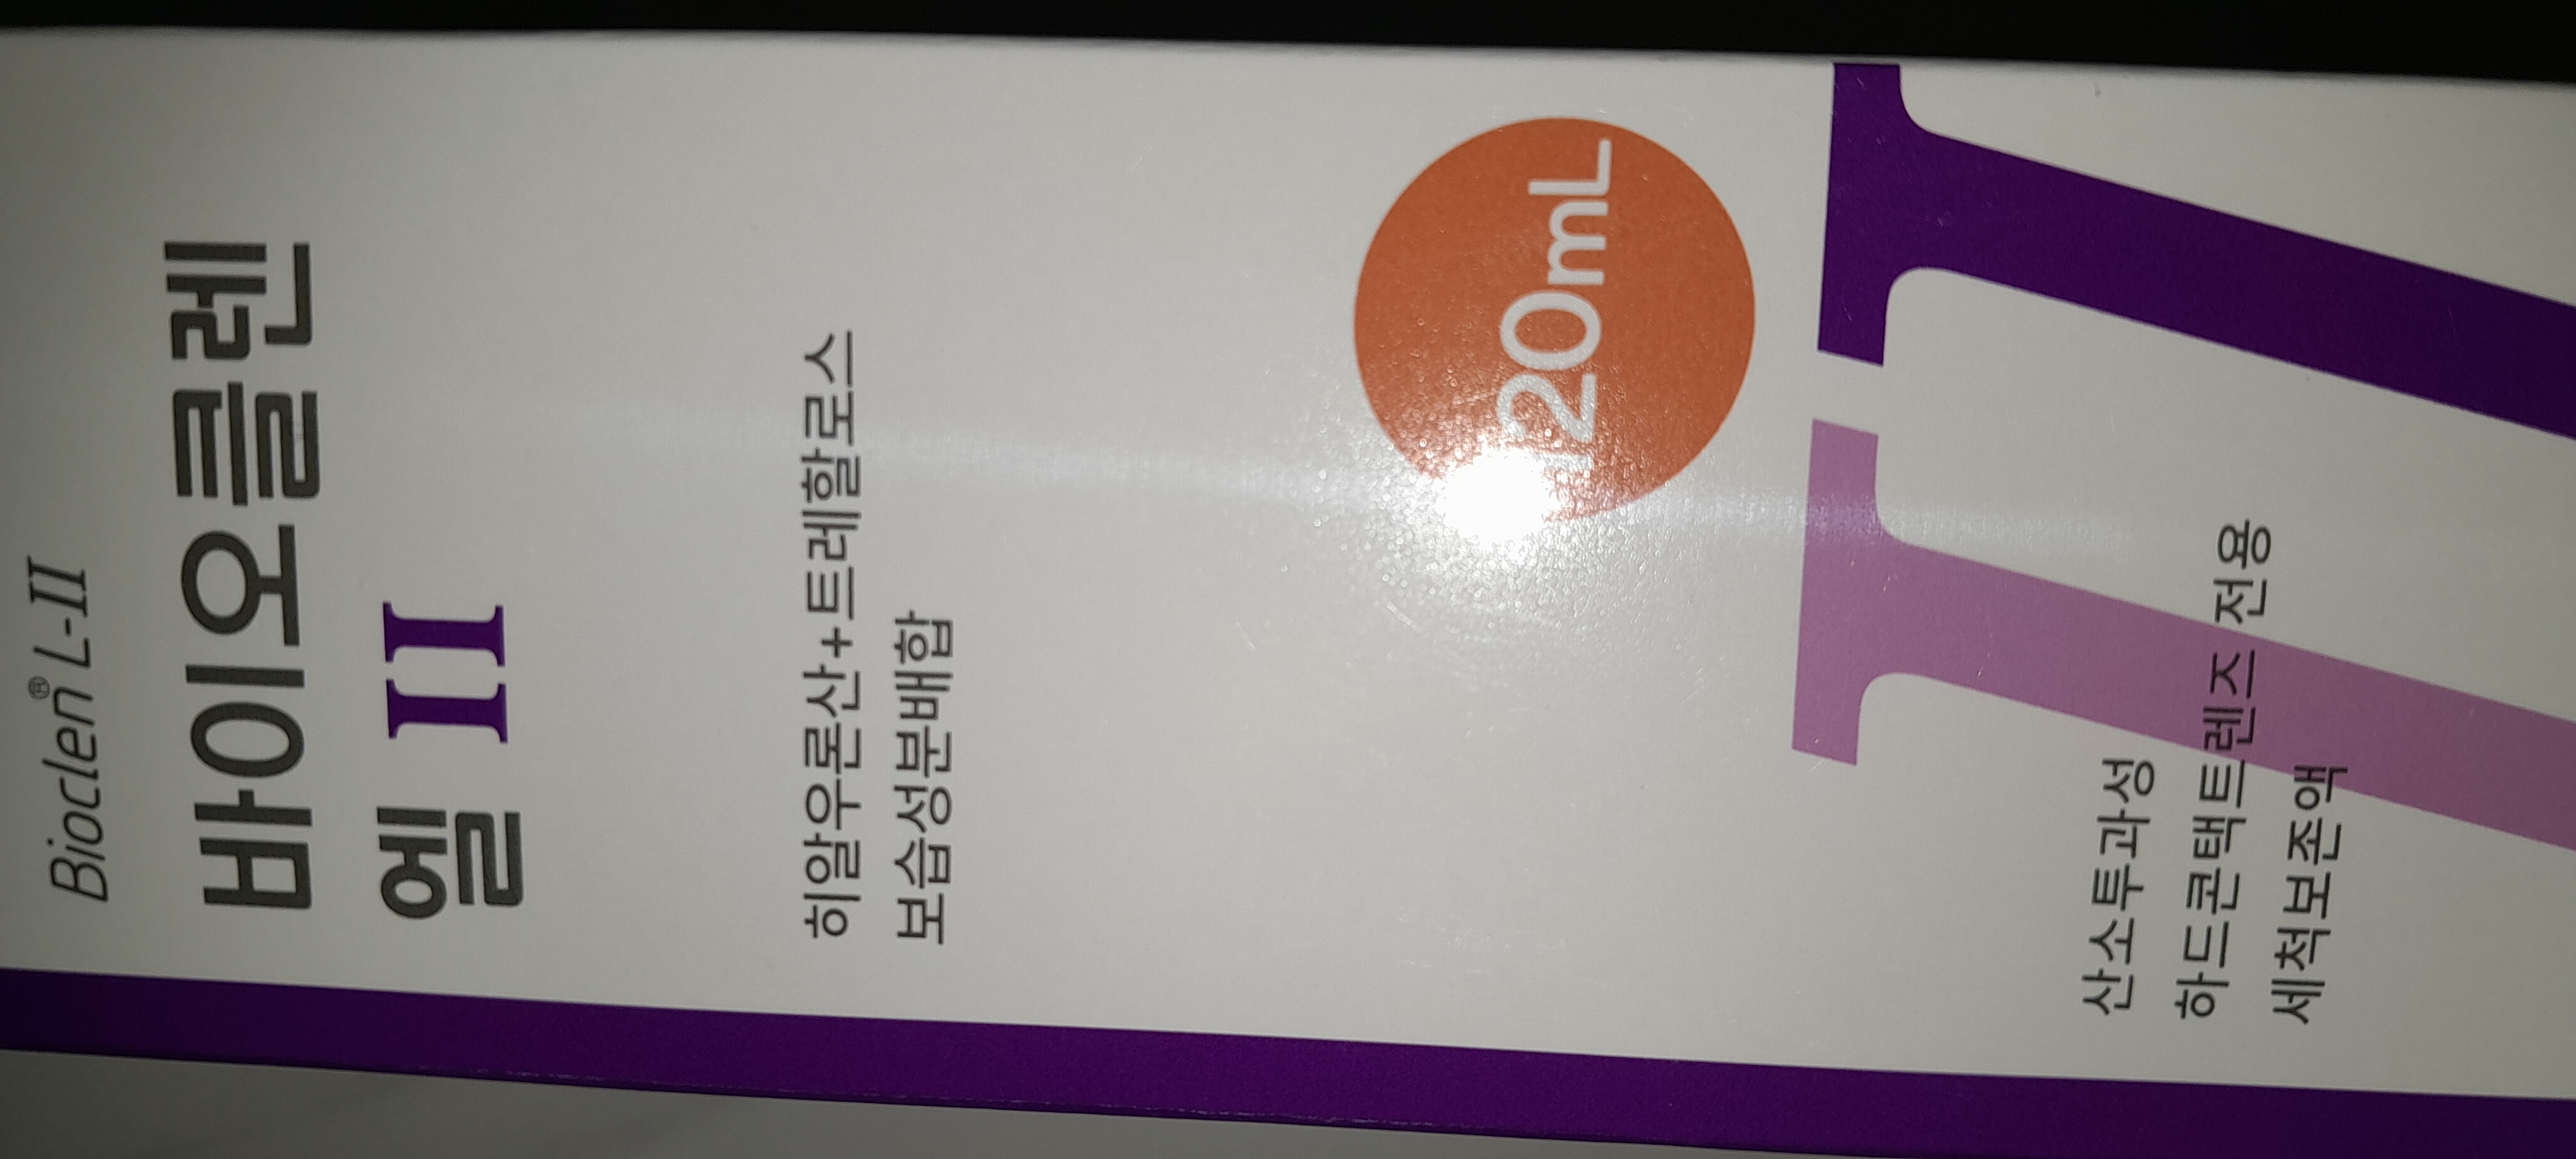 Bioclen® L-II
바이오클렌
엘 II
히알우론산+트레할로스
보습성분배합
120mL
산소투과성
하드콘택트렌즈 전용
세척보존액